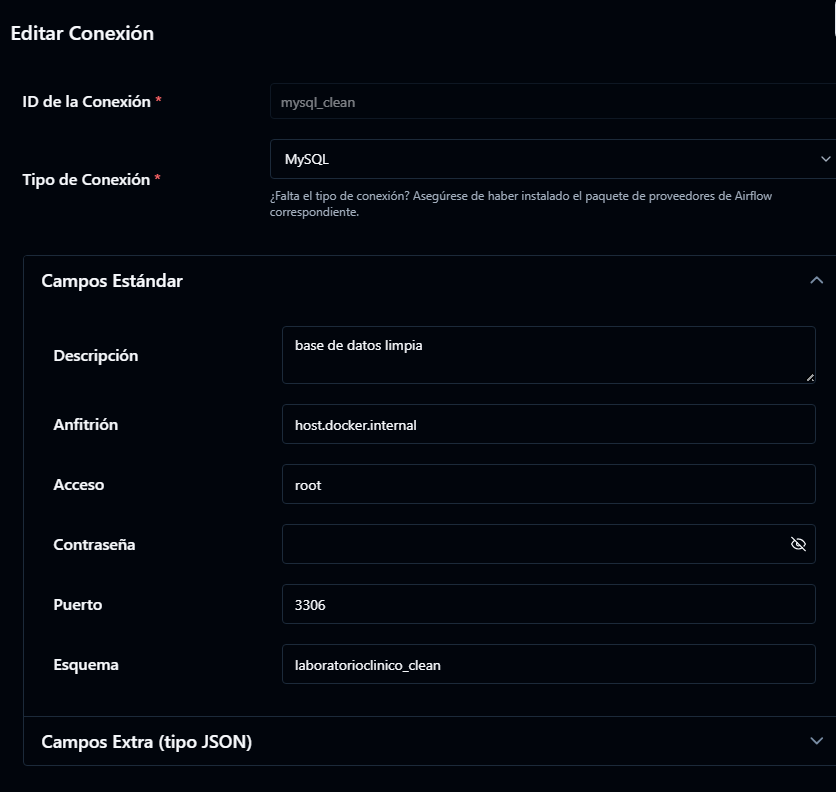 Editar Conexión
ID de la Conexión *
mysql_clean
Tipo de Conexión *
MySQL
¿Falta el tipo de conexión? Asegúrese de haber instalado el paquete de proveedores de Airflow
correspondiente.
Campos Estándar
Descripción
base de datos limpia
Anfitrión
host.docker.internal
Acceso
root
Contraseña
Puerto
3306
Esquema
laboratorioclinico_clean
Campos Extra (tipo JSON)